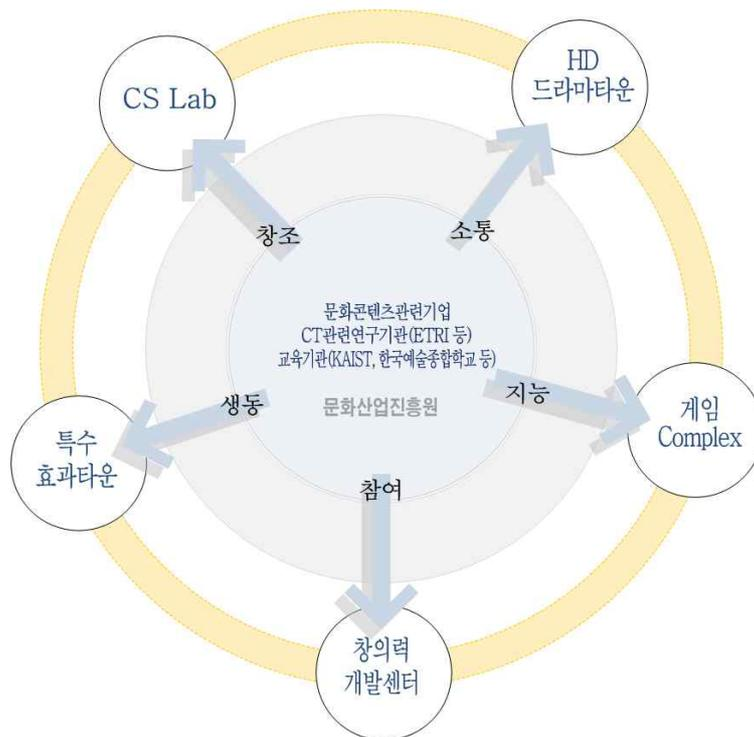 CS Lab
HD
드라마타운
창조
소통
문화콘텐츠관련기업
CT관련연구기관(ETRI 등)
교육기관(KAIST, 한국예술종합학교 등)
문화산업진흥원
생동
지능
특수
효과타운
게임
Complex
참여
창의력
개발센터